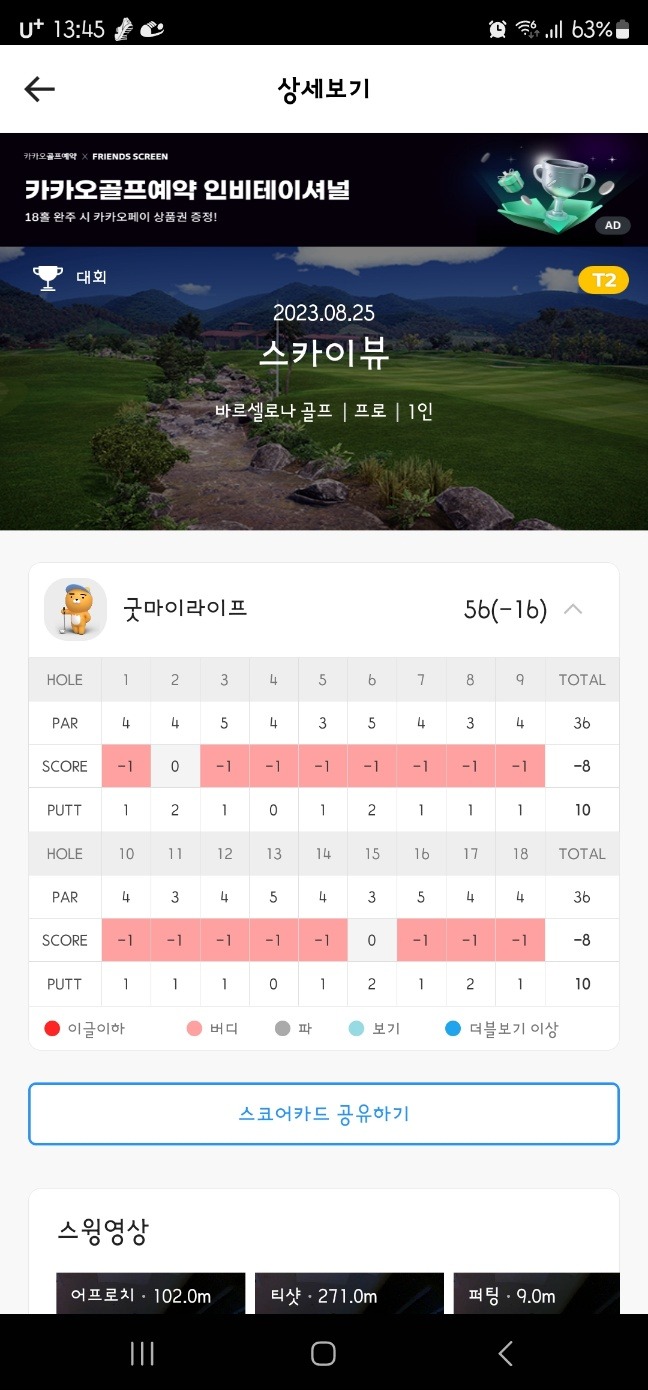 U+ 13:45 63%
상세보기
카카오골프예약 X FRIENDS SCREEN
카카오골프예약 인비테이셔널
18홀 완주 시 카카오페이 상품권 증정!
AD
대회 T2
2023.08.25
스카이뷰
바르셀로나 골프 | 프로 | 1인
굿마이라이프 56(-16)
HOLE 1 2 3 4 5 6 7 8 9 TOTAL
PAR 4 4 5 4 3 5 4 3 4 36
SCORE -1 0 -1 -1 -1 -1 -1 -1 -1 -8
PUTT 1 2 1 0 1 2 1 1 1 10
HOLE 10 11 12 13 14 15 16 17 18 TOTAL
PAR 4 3 4 5 4 3 5 4 4 36
SCORE -1 -1 -1 -1 -1 0 -1 -1 -1 -8
PUTT 1 1 1 0 1 2 1 2 1 10
이글이하 버디 파 보기 더블보기 이상
스코어카드 공유하기
스윙영상
어프로치 · 102.0m 티샷 · 271.0m 퍼팅 · 9.0m